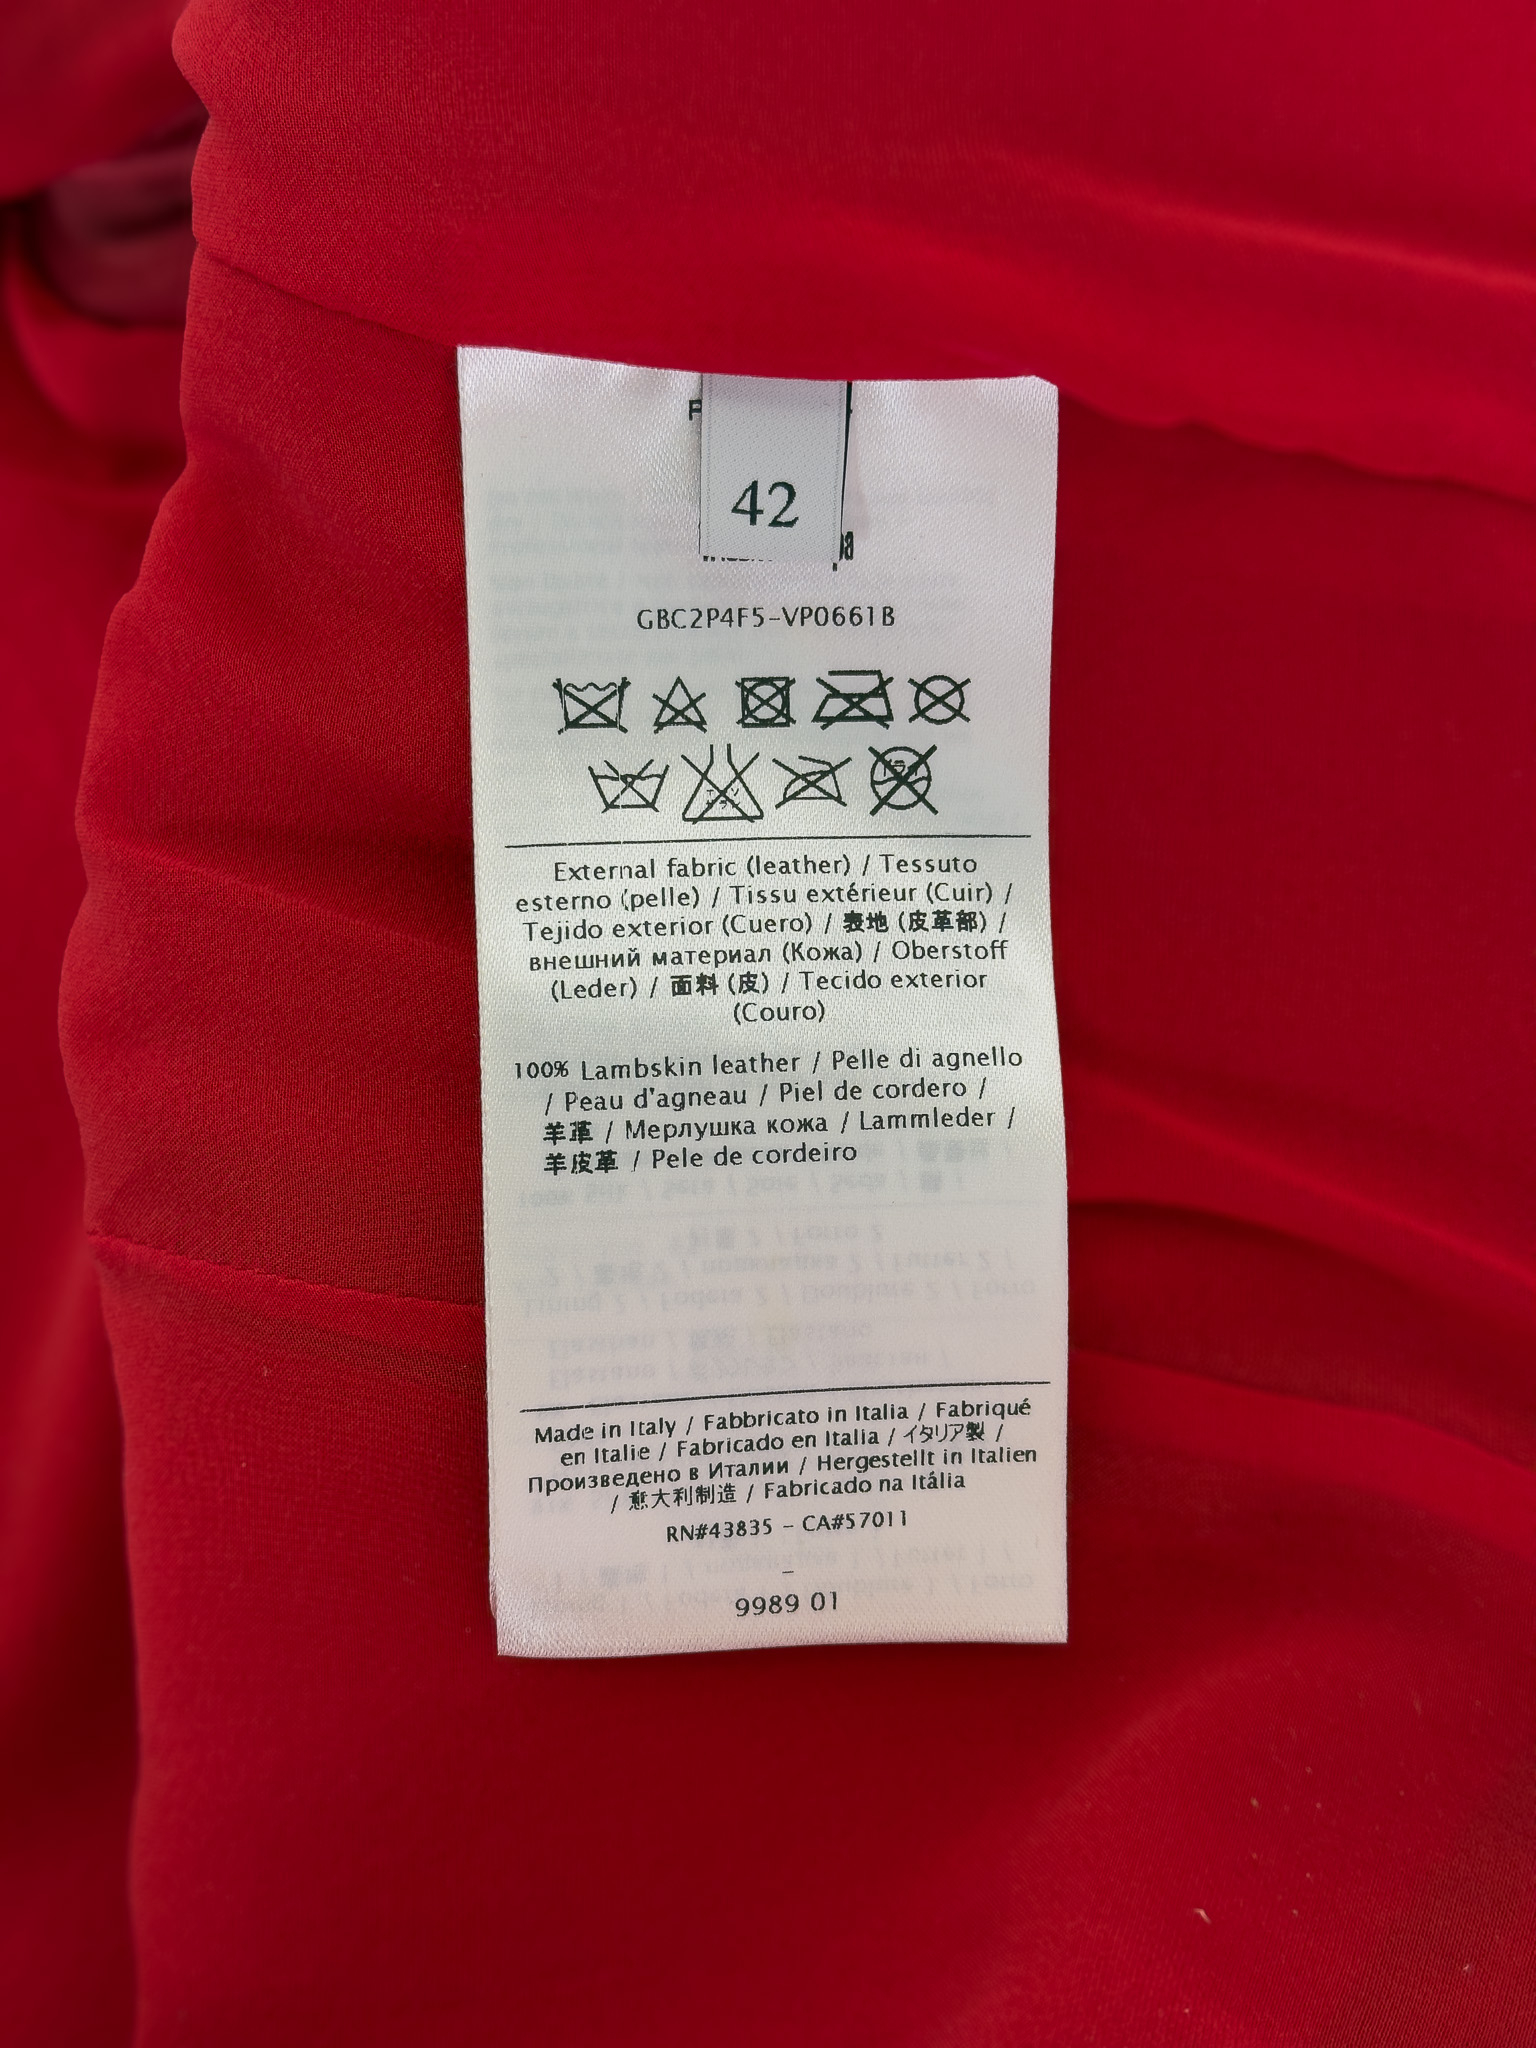 42
GBC2P4F5-VP0661B
External fabric (leather) / Tessuto
esterno (pelle) / Tissu extérieur (Cuir) /
Tejido exterior (Cuero) / 表地 (皮革部) /
внешний материал (Кожа) / Oberstoff
(Leder) / 面料 (皮) / Tecido exterior
(Couro)
100% Lambskin leather / Pelle di agnello
/ Peau d'agneau / Piel de cordero /
羊革 / Мерлушка кожа / Lammleder /
羊皮革 / Pele de cordeiro
Made in Italy / Fabbricato in Italia / Fabriqué
en Italie / Fabricado en Italia / イタリア製 /
Произведено в Италии / Hergestellt in Italien
/ 意大利制造 / Fabricado na Itália
RN#43835 - CA#57011
-
9989 01